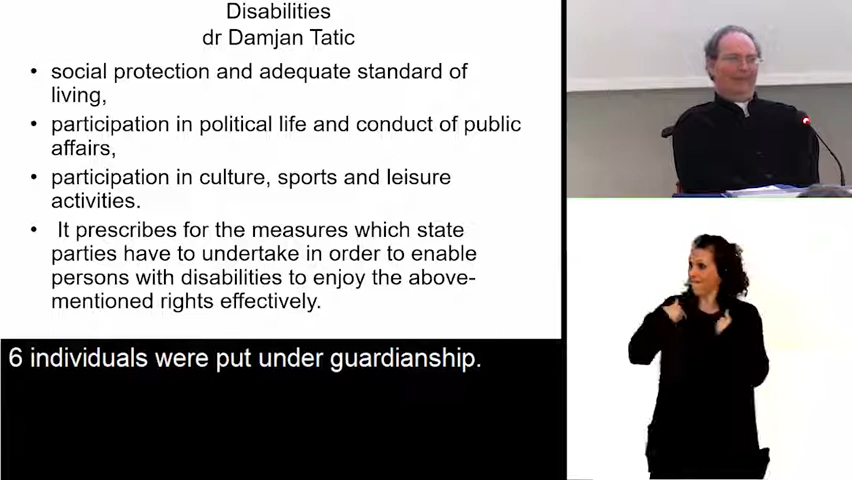 Disabilities
dr Damjan Tatic
• social protection and adequate standard of
living,
• participation in political life and conduct of public
affairs,
• participation in culture, sports and leisure
activities.
• It prescribes for the measures which state
parties have to undertake in order to enable
persons with disabilities to enjoy the above-
mentioned rights effectively.
6 individuals were put under guardianship.